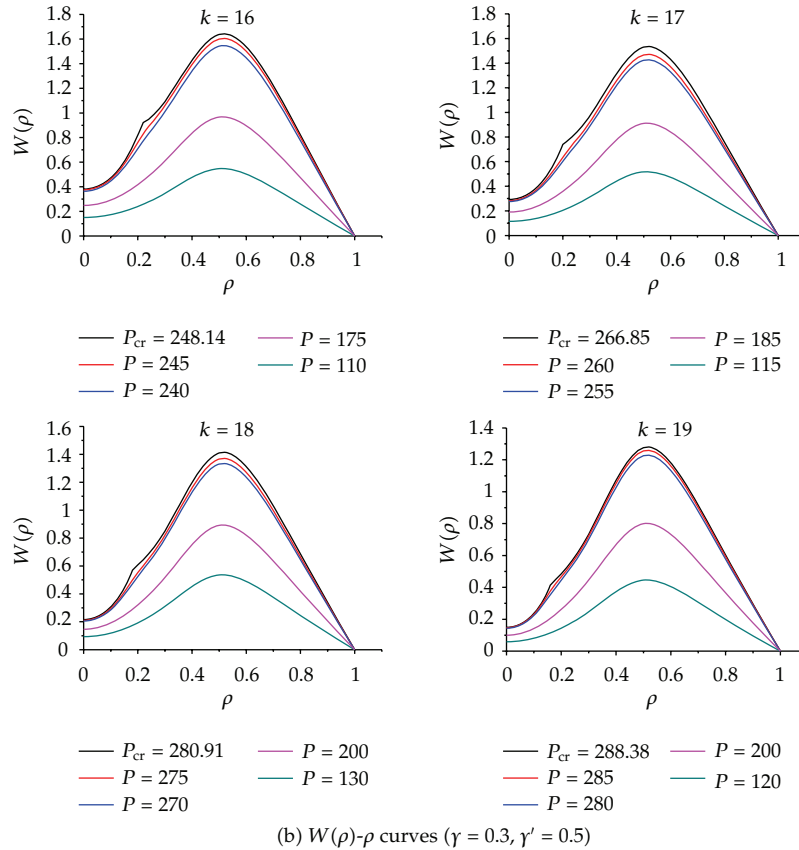 k = 16
1.8
1.6
1.4
1.2
1
0.8
0.6
0.4
0.2
0
W(ρ)
0 0.2 0.4 0.6 0.8 1
ρ
P_cr = 248.14
P = 245
P = 240
P = 175
P = 110
k = 17
1.8
1.6
1.4
1.2
1
0.8
0.6
0.4
0.2
0
W(ρ)
0 0.2 0.4 0.6 0.8 1
ρ
P_cr = 266.85
P = 260
P = 255
P = 185
P = 115
k = 18
1.6
1.4
1.2
1
0.8
0.6
0.4
0.2
0
W(ρ)
0 0.2 0.4 0.6 0.8 1
ρ
P_cr = 280.91
P = 275
P = 270
P = 200
P = 130
k = 19
1.4
1.2
1
0.8
0.6
0.4
0.2
0
W(ρ)
0 0.2 0.4 0.6 0.8 1
ρ
P_cr = 288.38
P = 285
P = 280
P = 200
P = 120
(b) W(ρ)-ρ curves (γ = 0.3, γ′ = 0.5)